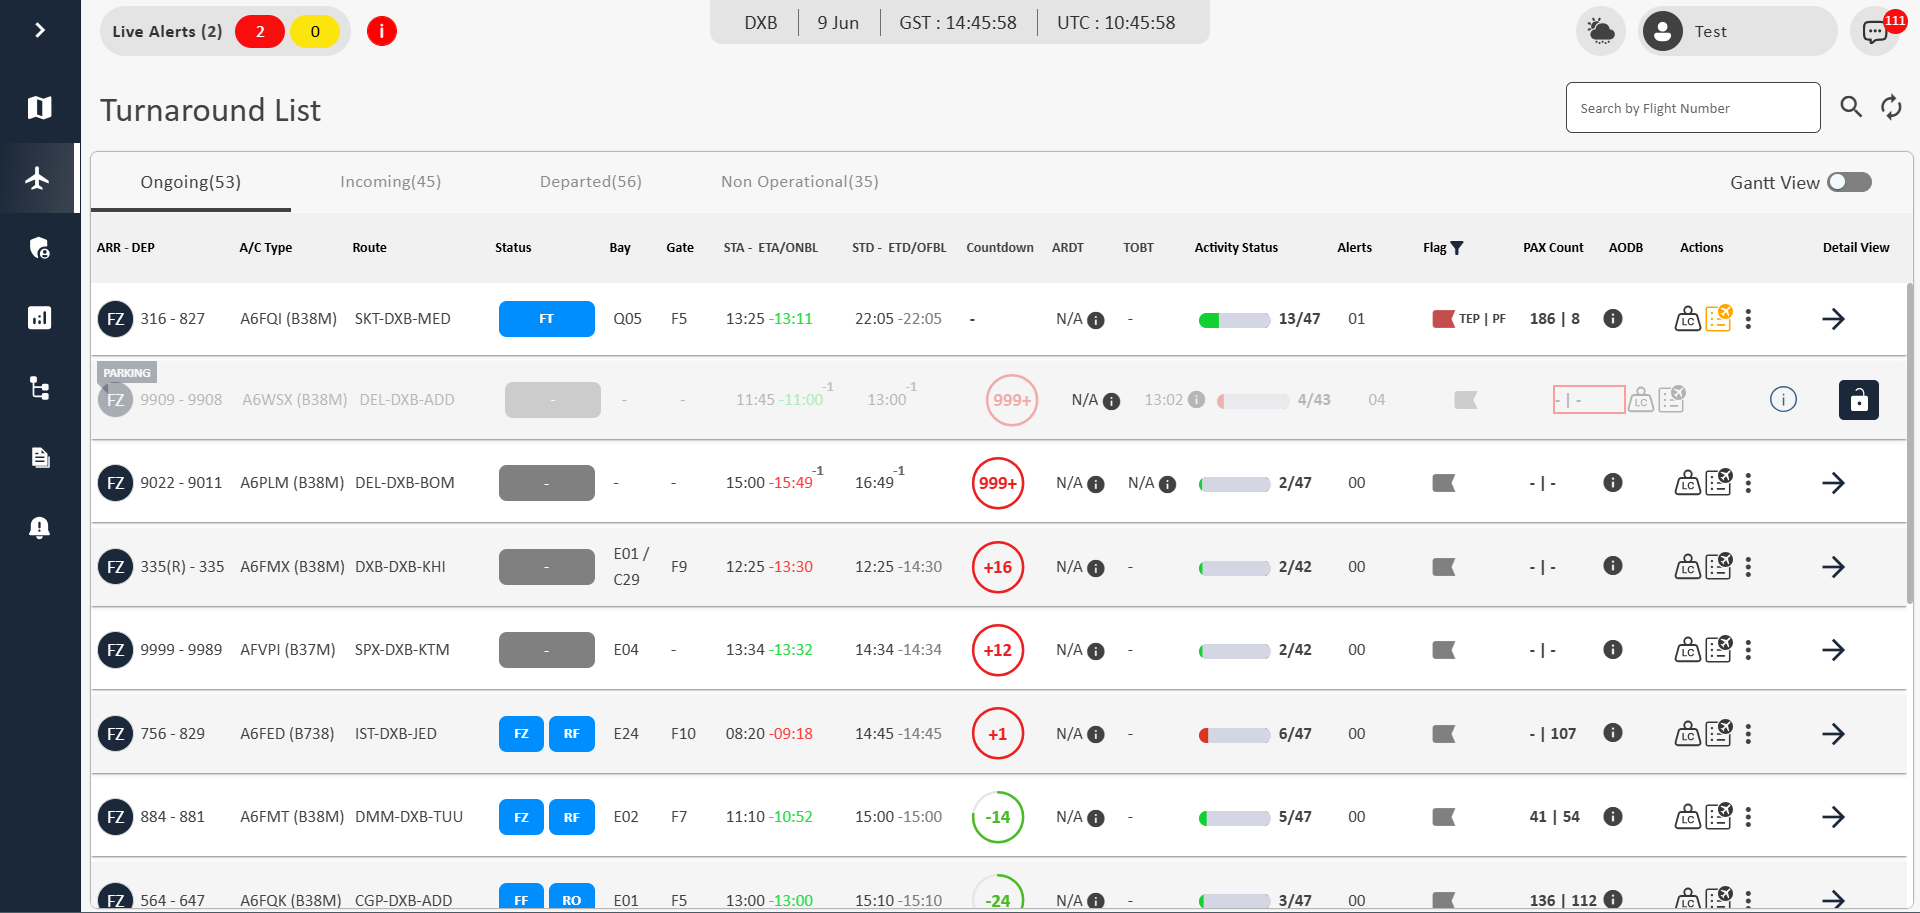 Live Alerts (2) 2 0 i DXB 9 Jun GST : 14:45:58 UTC : 10:45:58 Test 111
Turnaround List Search by Flight Number
Ongoing(53) Incoming(45) Departed(56) Non Operational(35) Gantt View
ARR - DEP A/C Type Route Status Bay Gate STA - ETA/ONBL STD - ETD/OFBL Countdown ARDT TOBT Activity Status Alerts Flag PAX Count AODB Actions Detail View
FZ 316 - 827 A6FQI (B38M) SKT-DXB-MED FT Q05 F5 13:25 -13:11 22:05 -22:05 - N/A i - 13/47 01 TEP | PF 186 | 8 i LC
PARKING
FZ 9909 - 9908 A6WSX (B38M) DEL-DXB-ADD - - - 11:45 -11:00 -1 13:00 -1 999+ N/A i 13:02 i 4/43 04 - | - LC i
FZ 9022 - 9011 A6PLM (B38M) DEL-DXB-BOM - - - 15:00 -15:49 -1 16:49 -1 999+ N/A i N/A i 2/47 00 - | - i LC
FZ 335(R) - 335 A6FMX (B38M) DXB-DXB-KHI - E01 / C29 F9 12:25 -13:30 12:25 -14:30 +16 N/A i - 2/42 00 - | - i LC
FZ 9999 - 9989 AFVPI (B37M) SPX-DXB-KTM - E04 - 13:34 -13:32 14:34 -14:34 +12 N/A i - 2/42 00 - | - i LC
FZ 756 - 829 A6FED (B738) IST-DXB-JED FZ RF E24 F10 08:20 -09:18 14:45 -14:45 +1 N/A i - 6/47 00 - | 107 i LC
FZ 884 - 881 A6FMT (B38M) DMM-DXB-TUU FZ RF E02 F7 11:10 -10:52 15:00 -15:00 -14 N/A i - 5/47 00 41 | 54 i LC
FZ 564 - 647 A6FQK (B38M) CGP-DXB-ADD FF RO E01 F5 13:00 -13:00 15:10 -15:10 -24 N/A i - 3/47 00 136 | 112 i LC